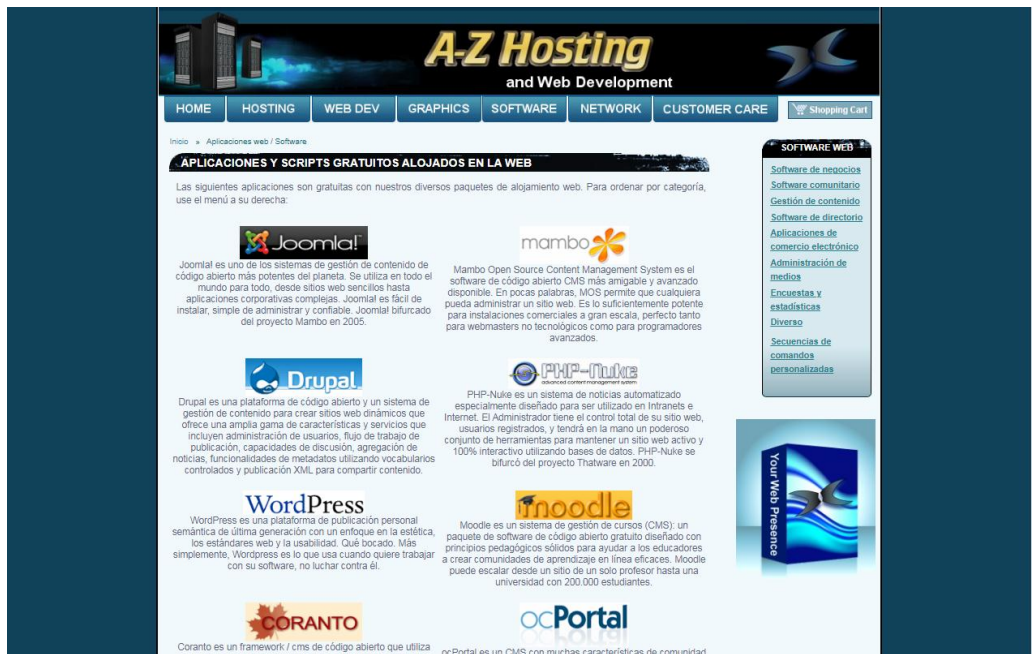 A-Z Hosting
and Web Development
HOME HOSTING WEB DEV GRAPHICS SOFTWARE NETWORK CUSTOMER CARE Shopping Cart
Inicio » Aplicaciones web / Software
APLICACIONES Y SCRIPTS GRATUITOS ALOJADOS EN LA WEB
Las siguientes aplicaciones son gratuitas con nuestros diversos paquetes de alojamiento web. Para ordenar por categoría,
use el menú a su derecha:
Joomla!
Joomla! es uno de los sistemas de gestión de contenido de
código abierto más potentes del planeta. Se utiliza en todo el
mundo para todo, desde sitios web sencillos hasta
aplicaciones corporativas complejas. Joomla! es fácil de
instalar, simple de administrar y confiable. Joomla! bifurcado
del proyecto Mambo en 2005.
mambo
Mambo Open Source Content Management System es el
software de código abierto CMS más amigable y avanzado
disponible. En pocas palabras, MOS permite que cualquiera
pueda administrar un sitio web. Es lo suficientemente potente
para instalaciones comerciales a gran escala, perfecto tanto
para webmasters no tecnológicos como para programadores
avanzados.
Drupal
Drupal es una plataforma de código abierto y un sistema de
gestión de contenido para crear sitios web dinámicos que
ofrece una amplia gama de características y servicios que
incluyen administración de usuarios, flujo de trabajo de
publicación, capacidades de discusión, agregación de
noticias, funcionalidades de metadatos utilizando vocabularios
controlados y publicación XML para compartir contenido.
PHP-Nuke
advanced content management system
PHP-Nuke es un sistema de noticias automatizado
especialmente diseñado para ser utilizado en Intranets e
Internet. El Administrador tiene el control total de su sitio web,
usuarios registrados, y tendrá en la mano un poderoso
conjunto de herramientas para mantener un sitio web activo y
100% interactivo utilizando bases de datos. PHP-Nuke se
bifurcó del proyecto Thatware en 2000.
WordPress
WordPress es una plataforma de publicación personal
semántica de última generación con un enfoque en la estética,
los estándares web y la usabilidad. Qué bocado. Más
simplemente, Wordpress es lo que usa cuando quiere trabajar
con su software, no luchar contra él.
moodle
Moodle es un sistema de gestión de cursos (CMS): un
paquete de software de código abierto gratuito diseñado con
principios pedagógicos sólidos para ayudar a los educadores
a crear comunidades de aprendizaje en línea eficaces. Moodle
puede escalar desde un sitio de un solo profesor hasta una
universidad con 200.000 estudiantes.
CORANTO
Coranto es un framework / cms de código abierto que utiliza
ocPortal
ocPortal es un CMS con muchas características de comunidad
SOFTWARE WEB
Software de negocios
Software comunitario
Gestión de contenido
Software de directorio
Aplicaciones de
comercio electrónico
Administración de
medios
Encuestas y
estadísticas
Diverso
Secuencias de
comandos
personalizadas
Your Web Presence